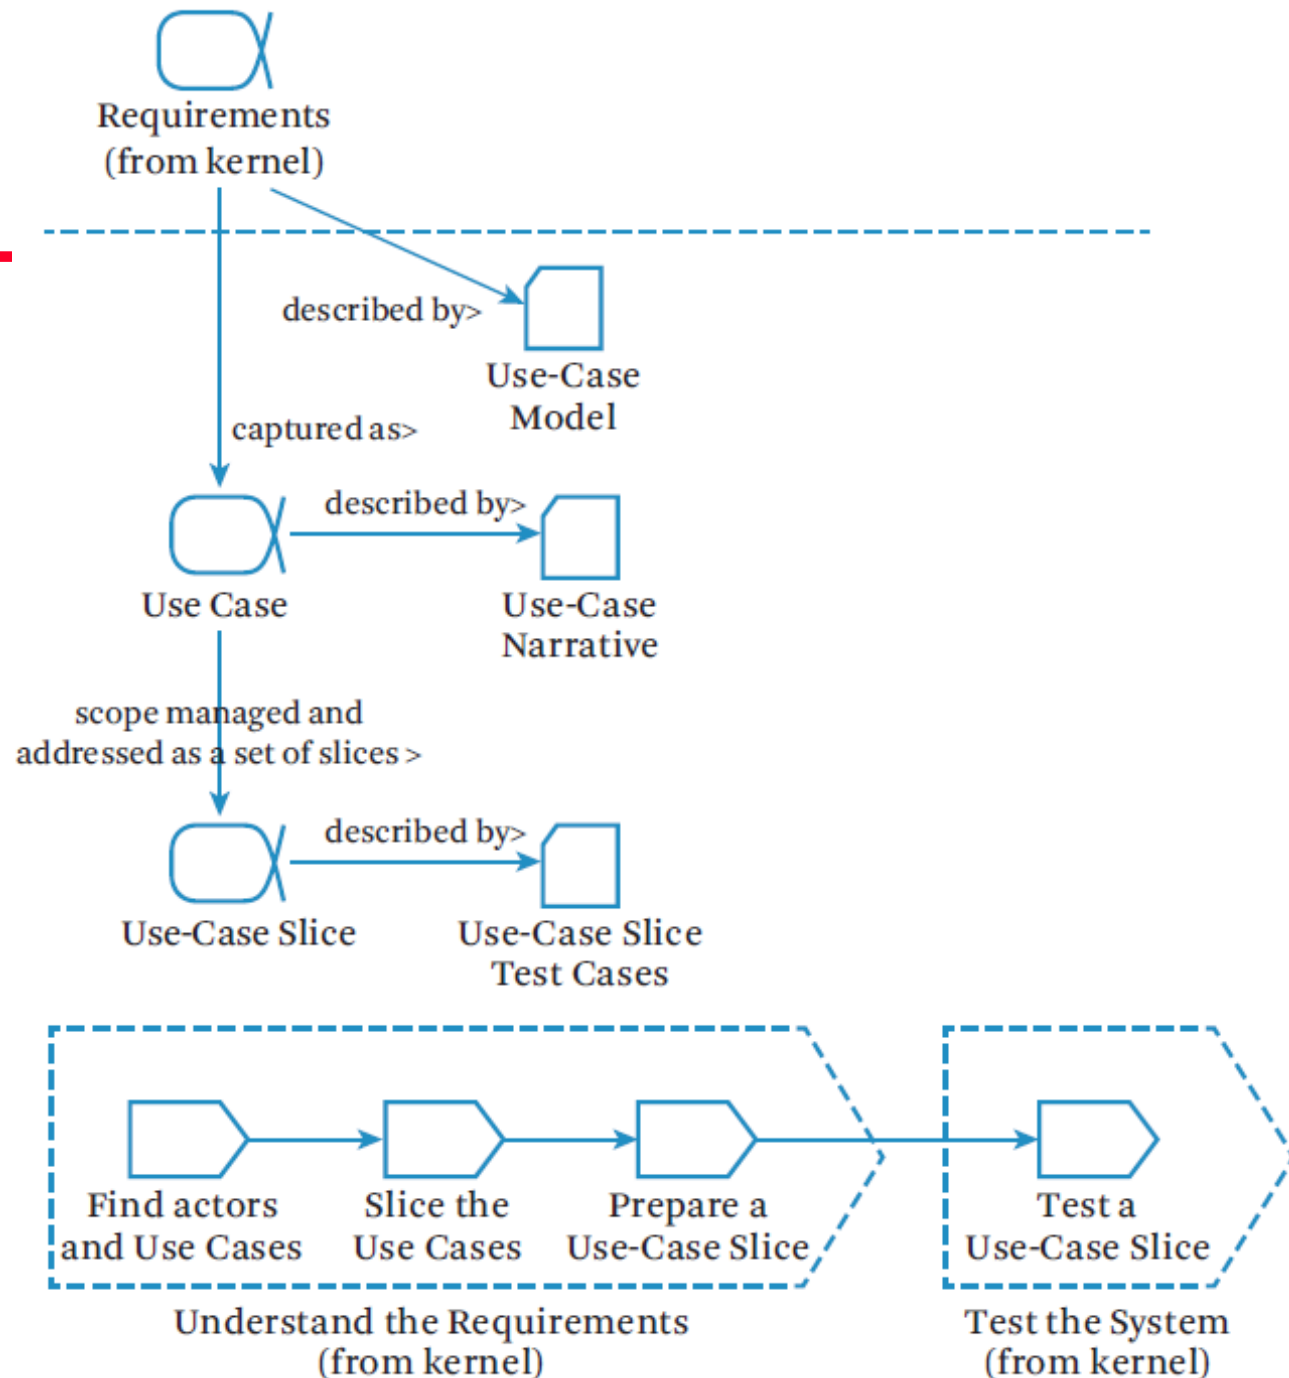 Requirements
(from kernel)
described by>
Use-Case
Model
captured as>
described by>
Use Case
Use-Case
Narrative
scope managed and
addressed as a set of slices >
described by>
Use-Case Slice
Use-Case Slice
Test Cases
Find actors
and Use Cases
Slice the
Use Cases
Prepare a
Use-Case Slice
Test a
Use-Case Slice
Understand the Requirements
(from kernel)
Test the System
(from kernel)